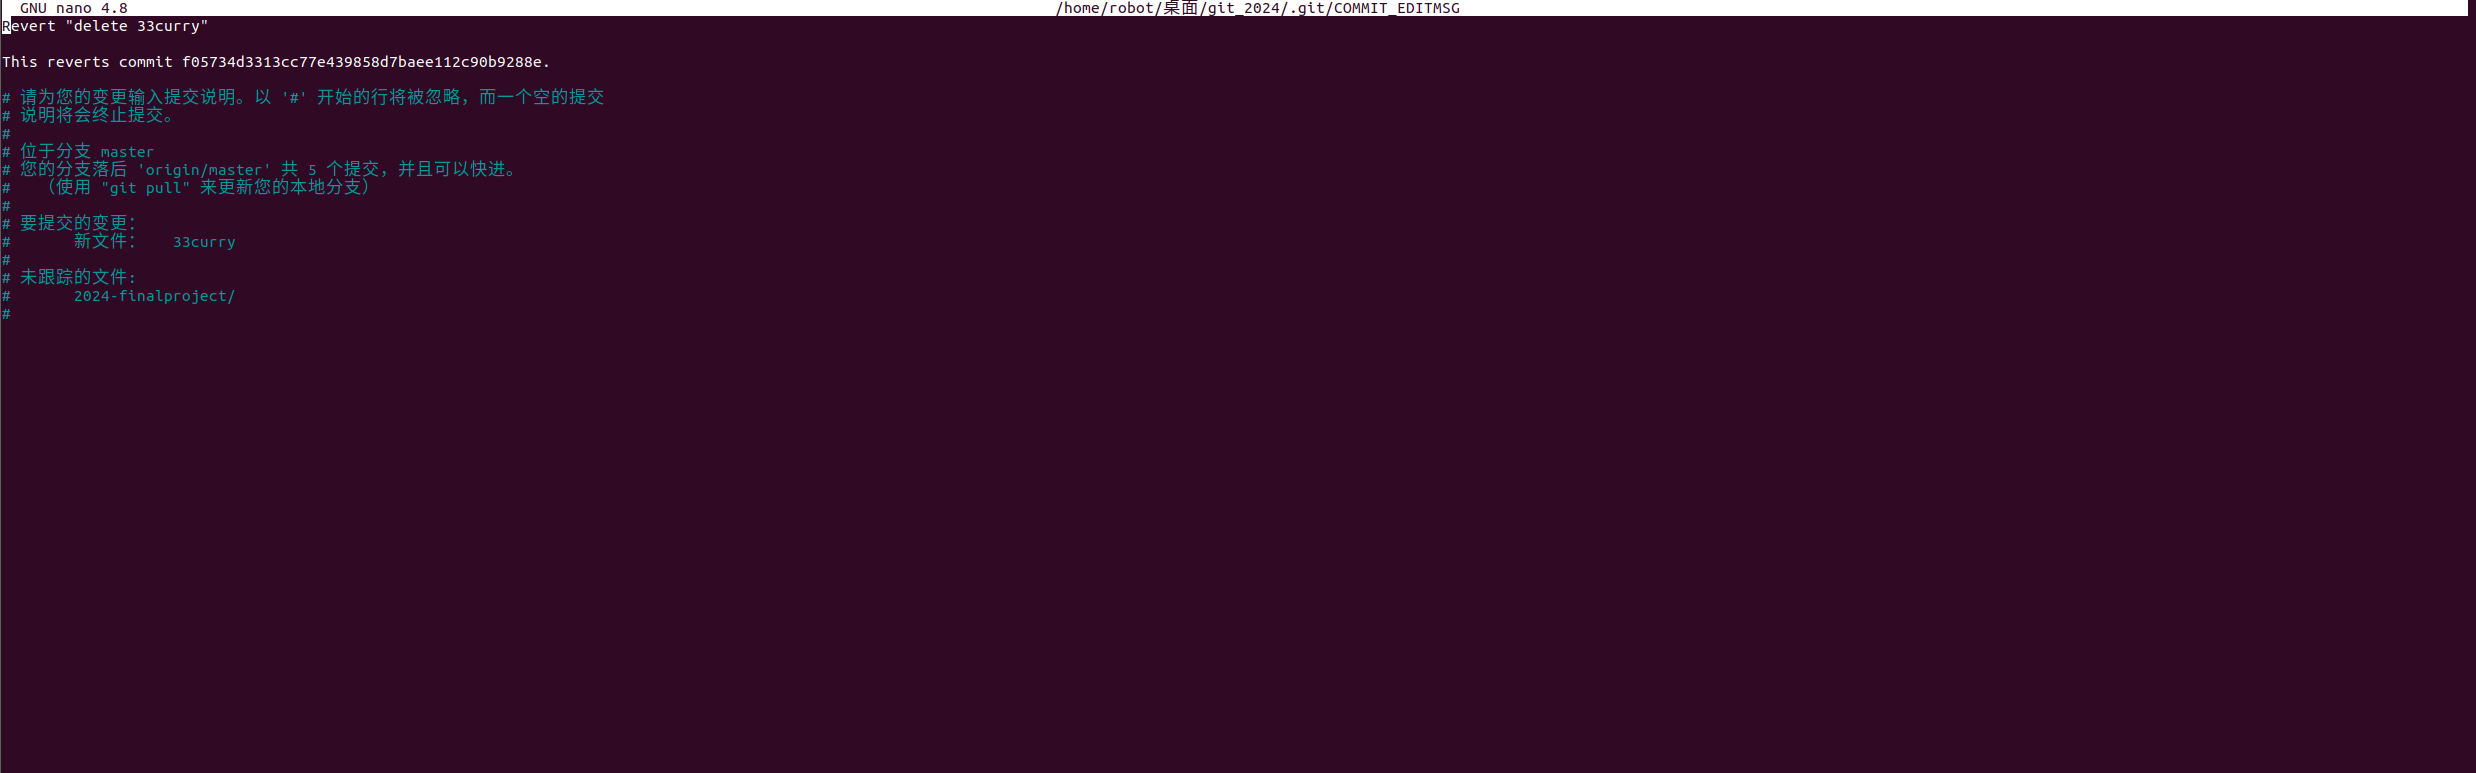 GNU nano 4.8 /home/robot/桌面/git_2024/.git/COMMIT_EDITMSG
Revert "delete 33curry"
This reverts commit f05734d3313cc77e439858d7baee112c90b9288e.
# 请为您的变更输入提交说明。以 '#' 开始的行将被忽略，而一个空的提交
# 说明将会终止提交。
#
# 位于分支 master
# 您的分支落后 'origin/master' 共 5 个提交，并且可以快进。
#   （使用 "git pull" 来更新您的本地分支）
#
# 要提交的变更：
#       新文件：   33curry
#
# 未跟踪的文件:
#       2024-finalproject/
#